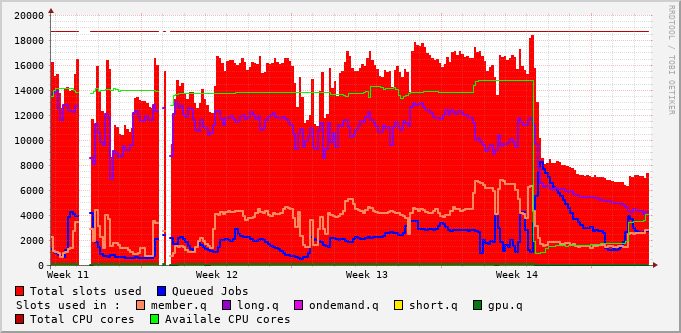 20000
18000
16000
14000
12000
10000
8000
6000
4000
2000
0
Week 11 Week 12 Week 13 Week 14
Total slots used Queued Jobs
Slots used in : member.q long.q ondemand.q short.q gpu.q
Total CPU cores Availale CPU cores
RRDTOOL / TOBI OETIKER